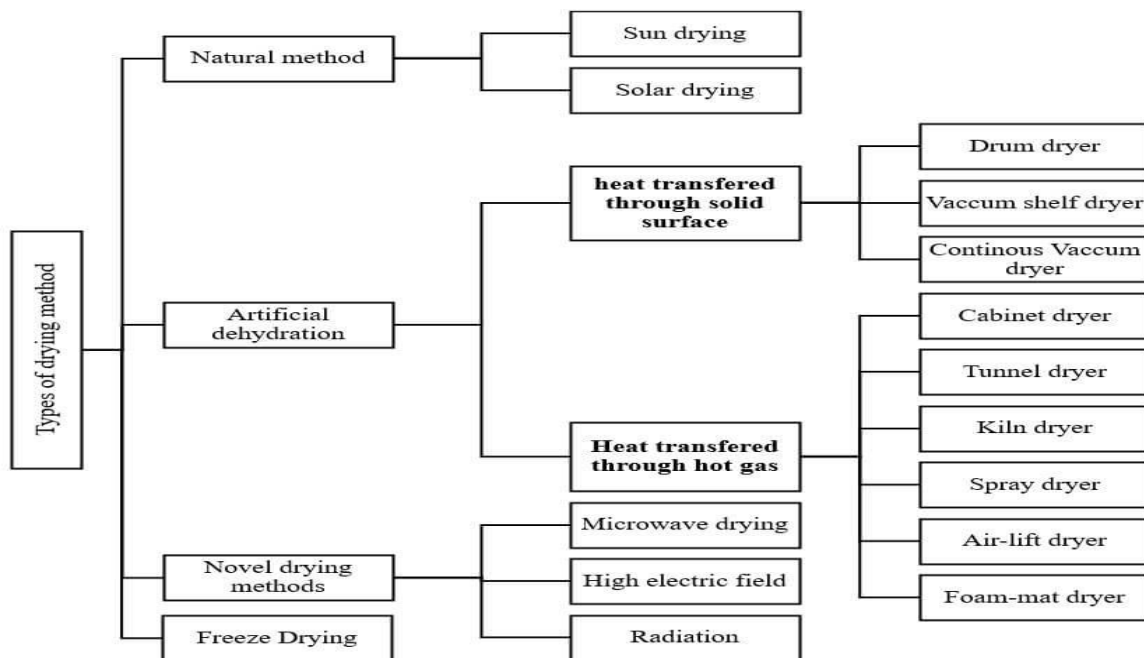 Types of drying method
Natural method
Sun drying
Solar drying
Artificial
dehydration
heat transfered
through solid
surface
Drum dryer
Vaccum shelf dryer
Continous Vaccum
dryer
Heat transfered
through hot gas
Cabinet dryer
Tunnel dryer
Kiln dryer
Spray dryer
Air-lift dryer
Foam-mat dryer
Novel drying
methods
Microwave drying
High electric field
Radiation
Freeze Drying